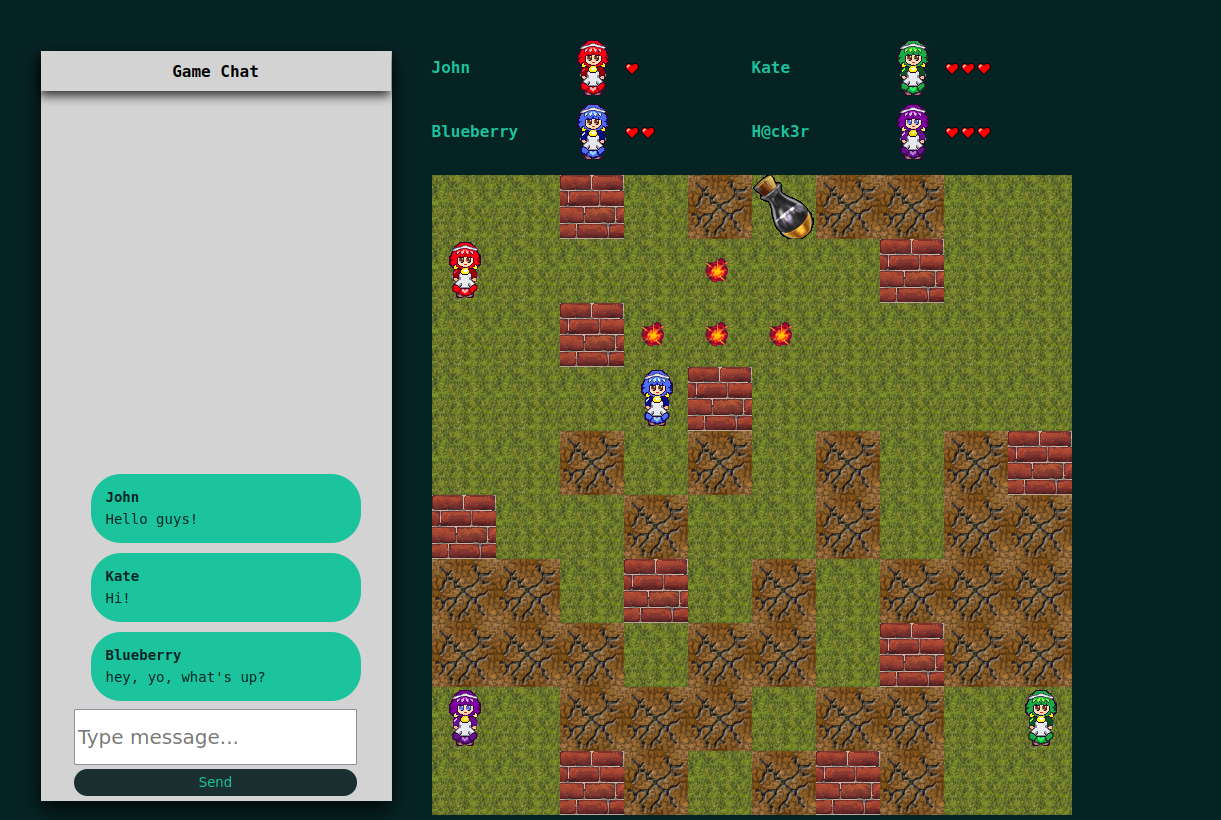 Game Chat
John
Hello guys!
Kate
Hi!
Blueberry
hey, yo, what's up?
Type message...
Send
John
Kate
Blueberry
H@ck3r